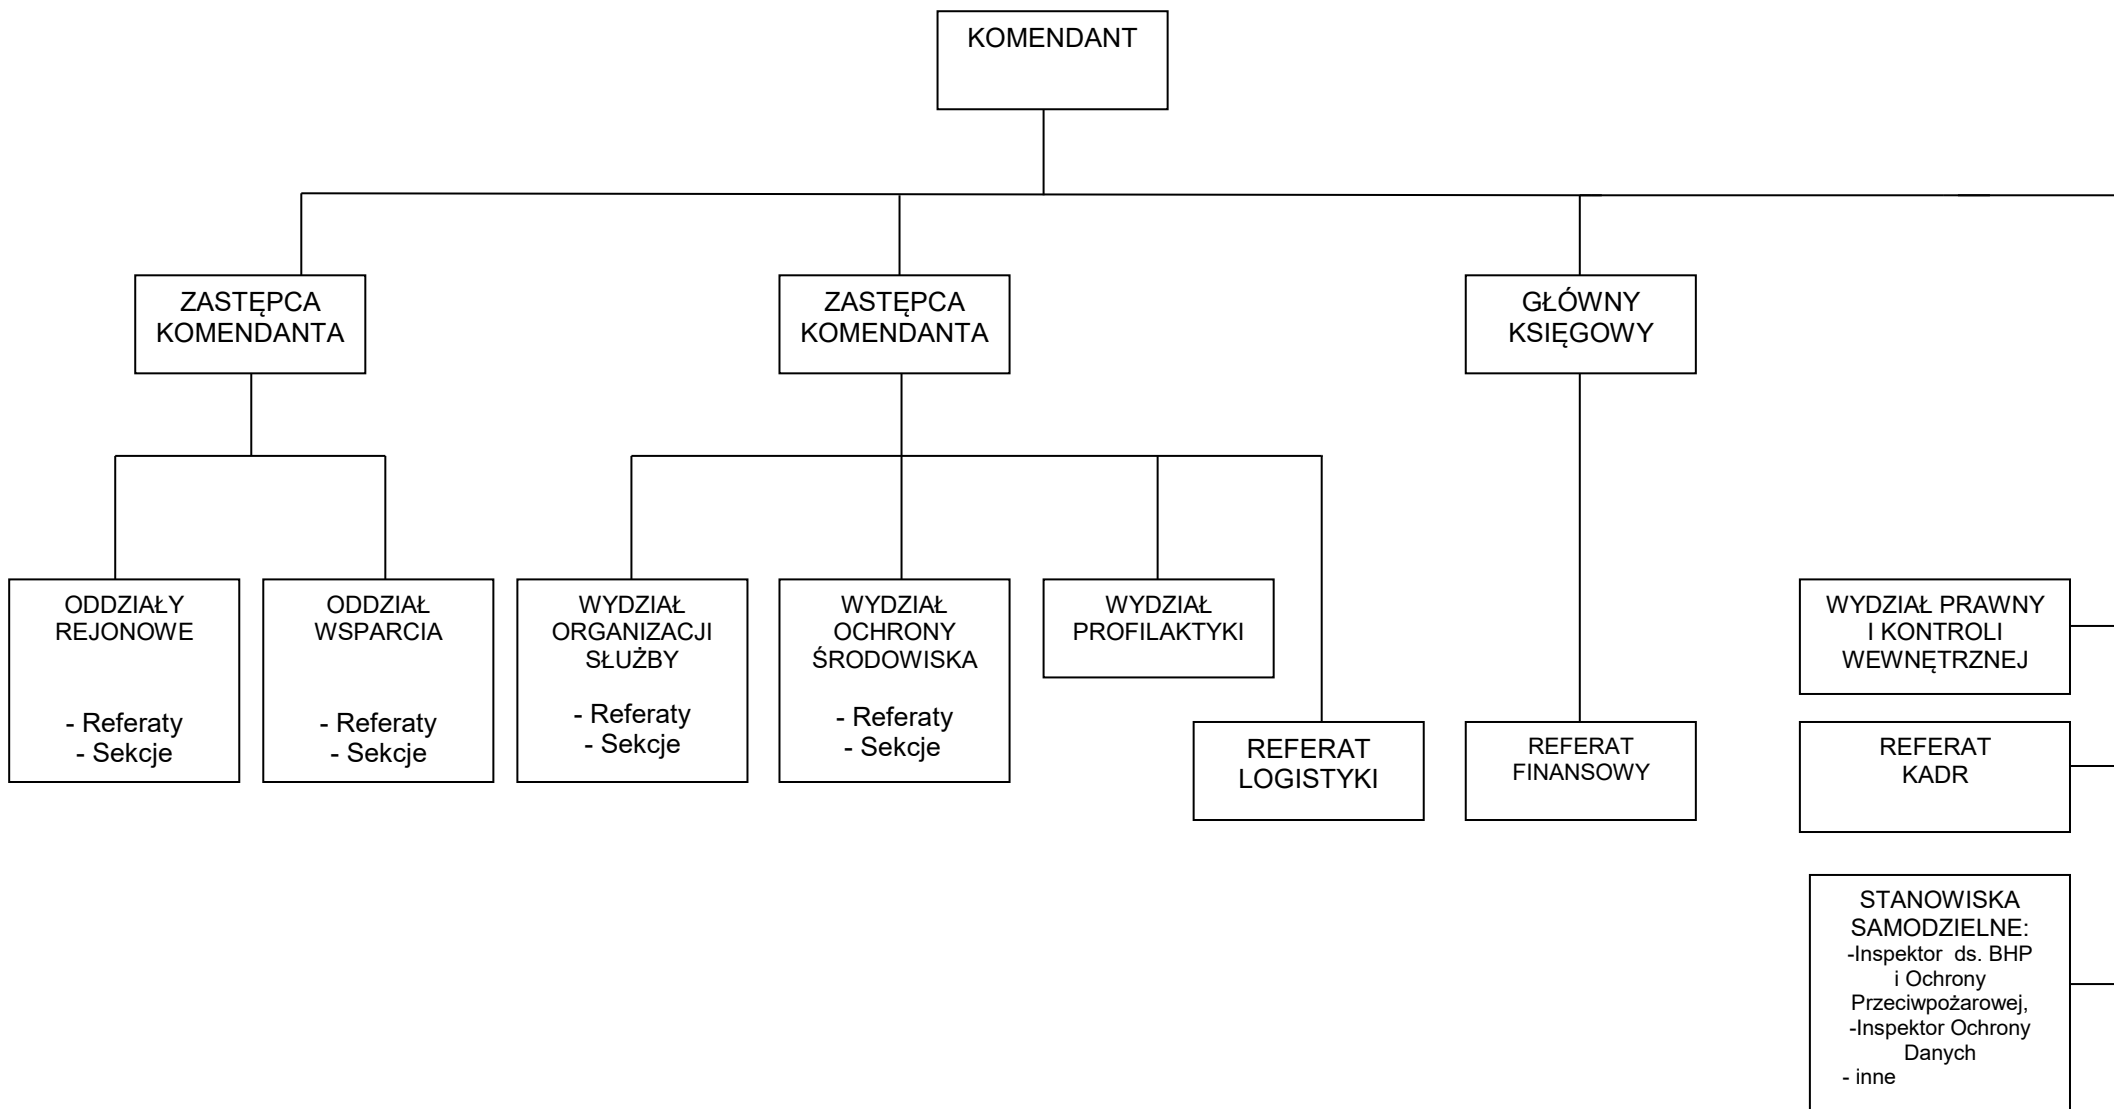 KOMENDANT
ZASTĘPCA
KOMENDANTA
ZASTĘPCA
KOMENDANTA
GŁÓWNY
KSIĘGOWY
ODDZIAŁY
REJONOWE
- Referaty
- Sekcje
ODDZIAŁ
WSPARCIA
- Referaty
- Sekcje
WYDZIAŁ
ORGANIZACJI
SŁUŻBY
- Referaty
- Sekcje
WYDZIAŁ
OCHRONY
ŚRODOWISKA
- Referaty
- Sekcje
WYDZIAŁ
PROFILAKTYKI
REFERAT
LOGISTYKI
REFERAT
FINANSOWY
WYDZIAŁ PRAWNY
I KONTROLI
WEWNĘTRZNEJ
REFERAT
KADR
STANOWISKA
SAMODZIELNE:
-Inspektor ds. BHP
i Ochrony
Przeciwpożarowej,
-Inspektor Ochrony
Danych
- inne